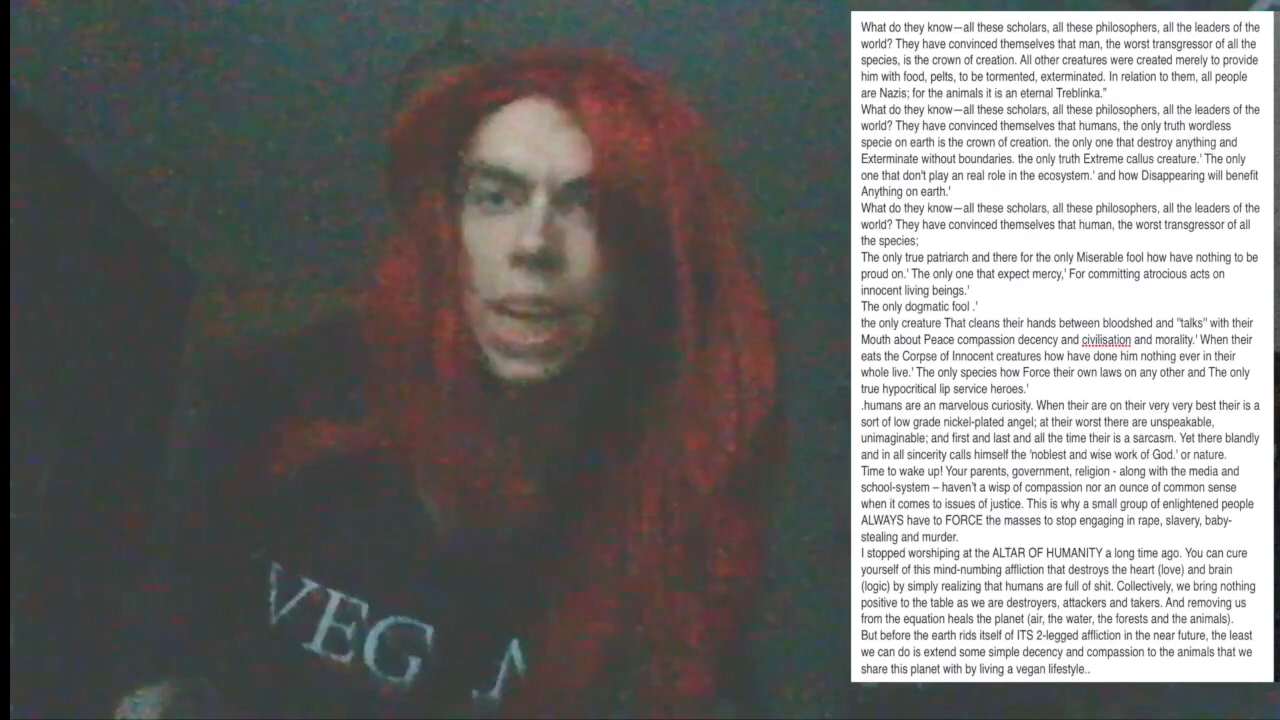 What do they know—all these scholars, all these philosophers, all the leaders of the
world? They have convinced themselves that man, the worst transgressor of all the
species, is the crown of creation. All other creatures were created merely to provide
him with food, pelts, to be tormented, exterminated. In relation to them, all people
are Nazis; for the animals it is an eternal Treblinka.”
What do they know—all these scholars, all these philosophers, all the leaders of the
world? They have convinced themselves that humans, the only truth wordless
specie on earth is the crown of creation. the only one that destroy anything and
Exterminate without boundaries. the only truth Extreme callus creature.' The only
one that don't play an real role in the ecosystem.' and how Disappearing will benefit
Anything on earth.'
What do they know—all these scholars, all these philosophers, all the leaders of the
world? They have convinced themselves that human, the worst transgressor of all
the species;
The only true patriarch and there for the only Miserable fool how have nothing to be
proud on.' The only one that expect mercy,' For committing atrocious acts on
innocent living beings.'
The only dogmatic fool .'
the only creature That cleans their hands between bloodshed and "talks" with their
Mouth about Peace compassion decency and civilisation and morality.' When their
eats the Corpse of Innocent creatures how have done him nothing ever in their
whole live.' The only species how Force their own laws on any other and The only
true hypocritical lip service heroes.'
.humans are an marvelous curiosity. When their are on their very very best their is a
sort of low grade nickel-plated angel; at their worst there are unspeakable,
unimaginable; and first and last and all the time their is a sarcasm. Yet there blandly
and in all sincerity calls himself the 'noblest and wise work of God.' or nature.
Time to wake up! Your parents, government, religion - along with the media and
school-system – haven't a wisp of compassion nor an ounce of common sense
when it comes to issues of justice. This is why a small group of enlightened people
ALWAYS have to FORCE the masses to stop engaging in rape, slavery, baby-
stealing and murder.
I stopped worshiping at the ALTAR OF HUMANITY a long time ago. You can cure
yourself of this mind-numbing affliction that destroys the heart (love) and brain
(logic) by simply realizing that humans are full of shit. Collectively, we bring nothing
positive to the table as we are destroyers, attackers and takers. And removing us
from the equation heals the planet (air, the water, the forests and the animals).
But before the earth rids itself of ITS 2-legged affliction in the near future, the least
we can do is extend some simple decency and compassion to the animals that we
share this planet with by living a vegan lifestyle..
VEG